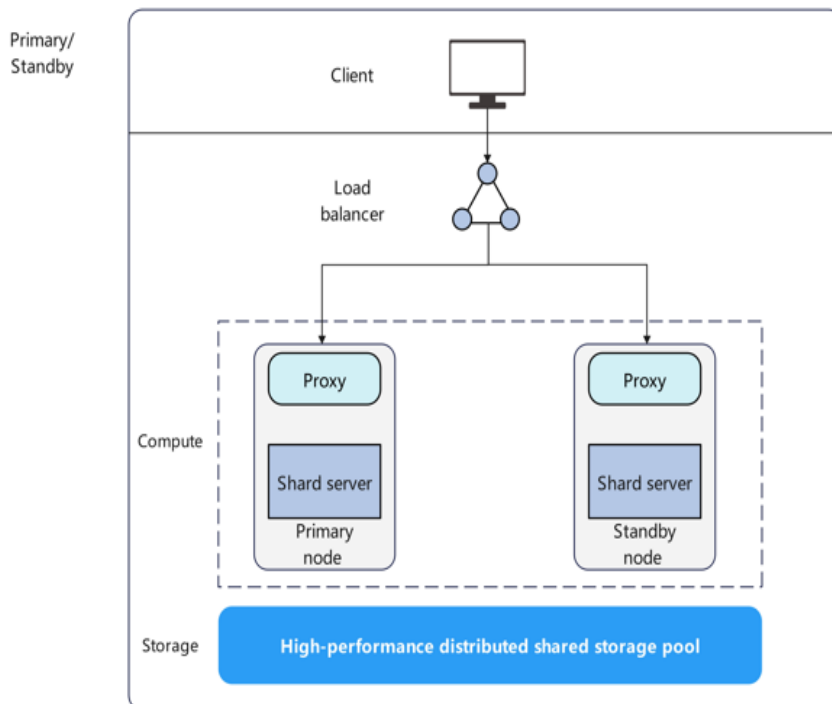 Primary/
Standby
Client
Load
balancer
Proxy
Proxy
Compute
Shard server
Shard server
Primary
node
Standby
node
Storage
High-performance distributed shared storage pool